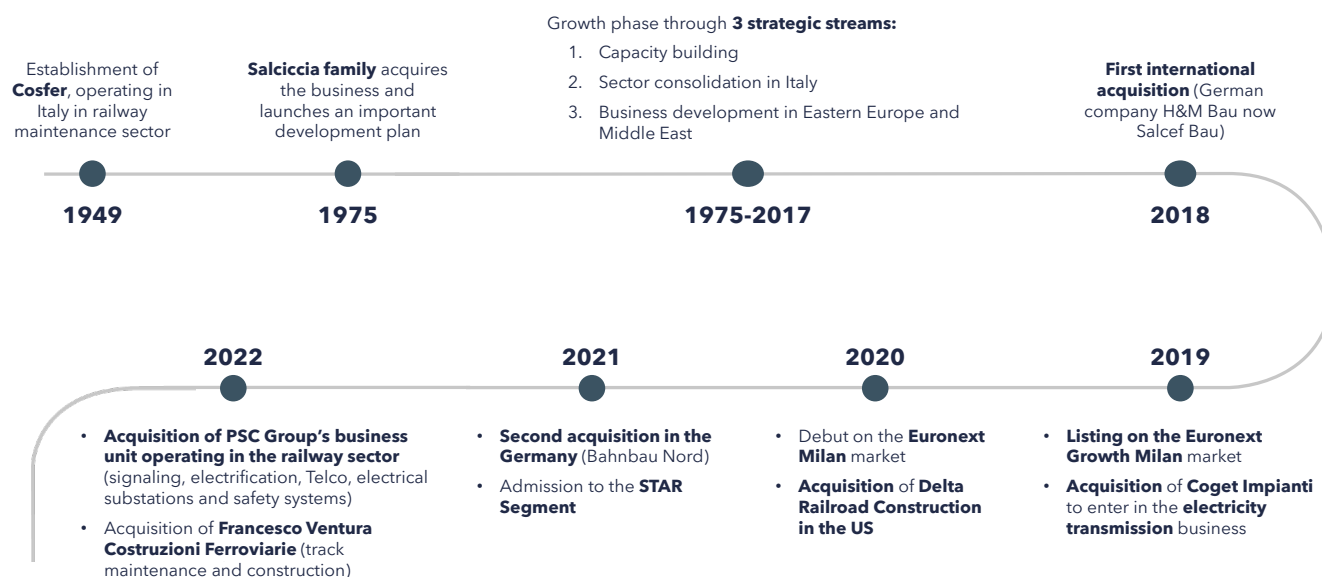 Establishment of
Cosfer, operating in
Italy in railway
maintenance sector
1949
Salciccia family acquires
the business and
launches an important
development plan
1975
Growth phase through 3 strategic streams:
1. Capacity building
2. Sector consolidation in Italy
3. Business development in Eastern Europe and
Middle East
1975-2017
First international
acquisition (German
company H&M Bau now
Salcef Bau)
2018
2019
• Listing on the Euronext
Growth Milan market
• Acquisition of Coget Impianti
to enter in the electricity
transmission business
2020
• Debut on the Euronext
Milan market
• Acquisition of Delta
Railroad Construction
in the US
2021
• Second acquisition in the
Germany (Bahnbau Nord)
• Admission to the STAR
Segment
2022
• Acquisition of PSC Group's business
unit operating in the railway sector
(signaling, electrification, Telco, electrical
substations and safety systems)
• Acquisition of Francesco Ventura
Costruzioni Ferroviarie (track
maintenance and construction)